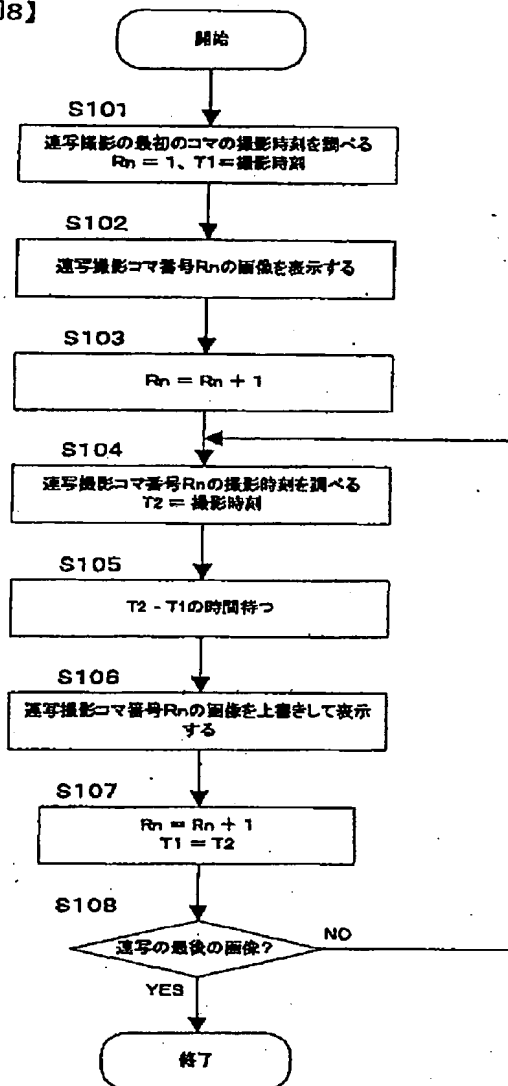 図8】
開始
S101
連写撮影の最初のコマの撮影時刻を調べる
Rn = 1、T1=撮影時刻
S102
連写撮影コマ番号Rnの画像を表示する
S103
Rn = Rn + 1
S104
連写撮影コマ番号Rnの撮影時刻を調べる
T2 = 撮影時刻
S105
T2 - T1の時間待つ
S106
連写撮影コマ番号Rnの画像を上書きして表示
する
S107
Rn = Rn + 1
T1 = T2
S108
連写の最後の画像?
NO
YES
終了